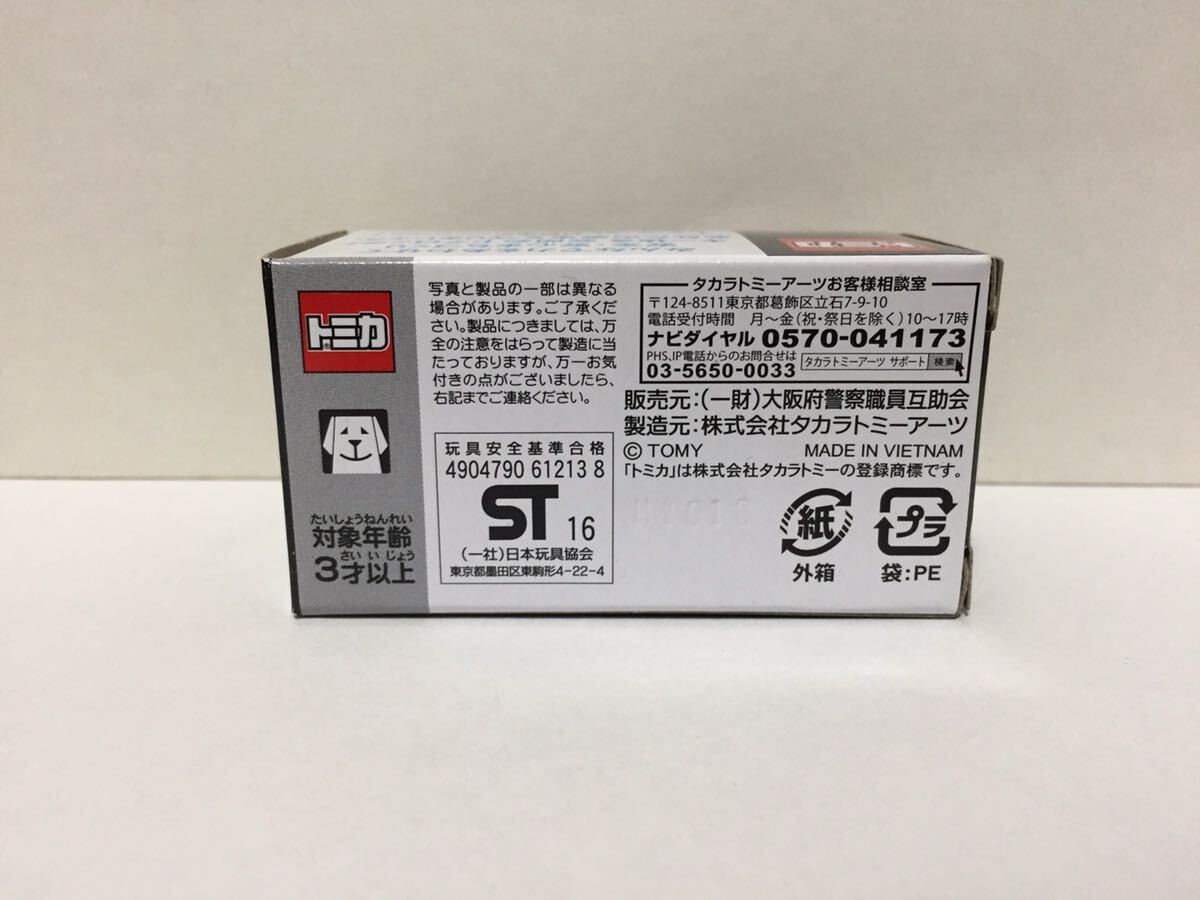 トミカ
®
たいしょうねんれい
対象年齢
さい い じょう
3才以上
写真と製品の一部は異なる
場合があります。ご了承くださ
い。製品につきましては、万
全の注意をはらって製造に当
たっておりますが、万一お気
付きの点がございましたら、
右記までご連絡ください。
玩具安全基準合格
4904790 61213 8
ST 16
(一社)日本玩具協会
東京都墨田区東駒形4-22-4
タカラトミーアーツお客様相談室
〒124-8511東京都葛飾区立石7-9-10
電話受付時間 月〜金(祝・祭日を除く)10〜17時
ナビダイヤル 0570-041173
PHS、IP電話からのお問合せは
03-5650-0033
タカラトミーアーツ サポート 検索
販売元:(一財)大阪府警察職員互助会
製造元:株式会社タカラトミーアーツ
© TOMY MADE IN VIETNAM
「トミカ」は株式会社タカラトミーの登録商標です。
紙
外箱
プラ
袋:PE